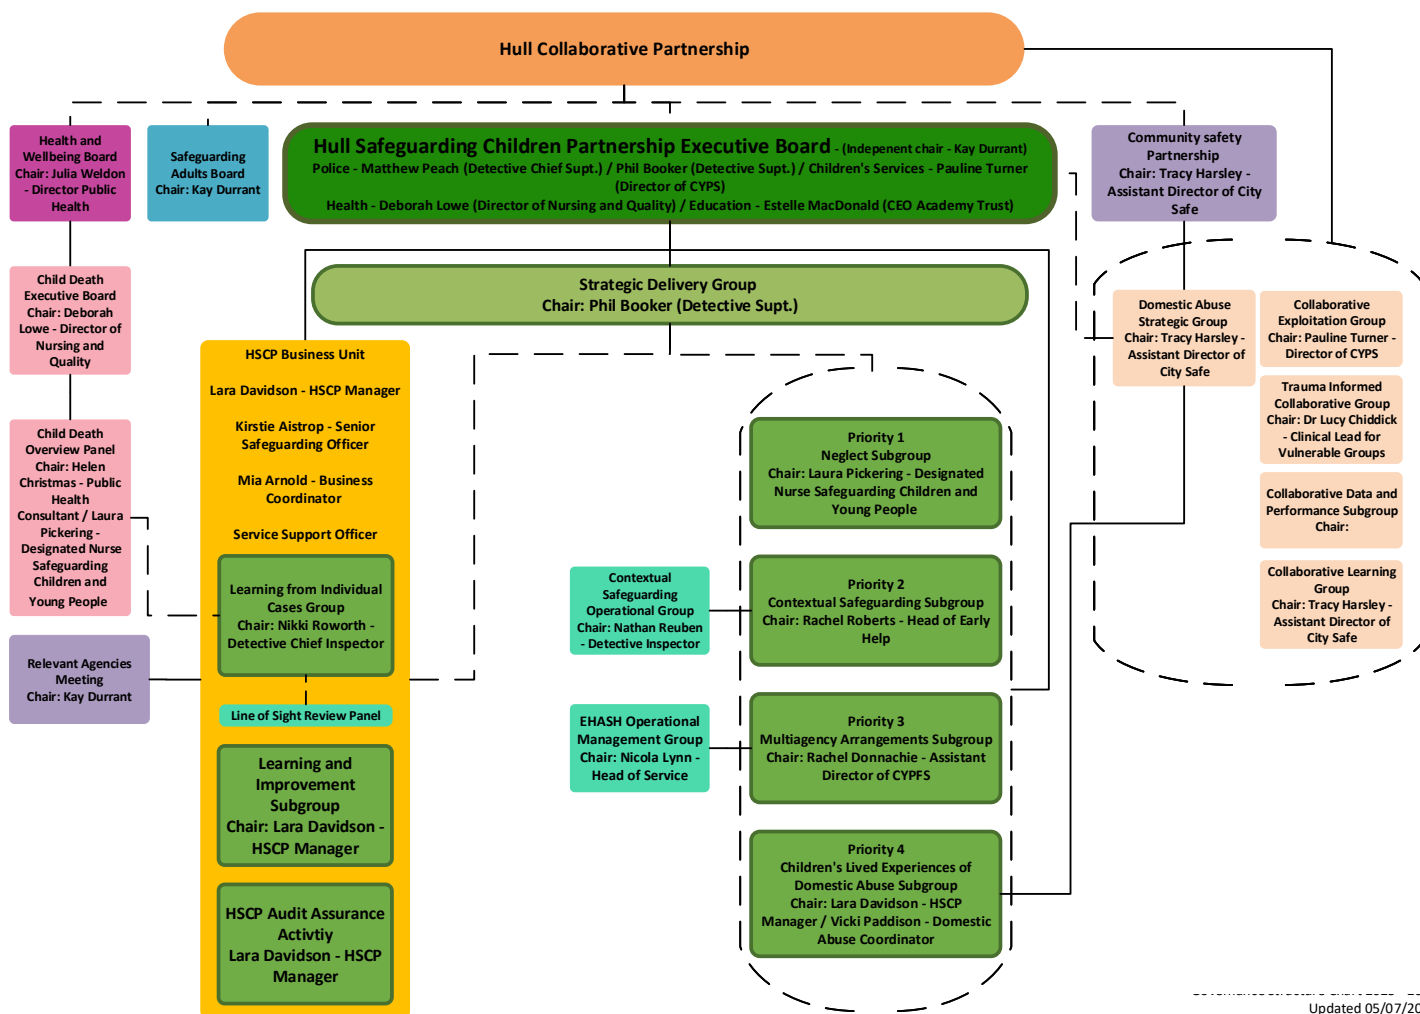 Hull Collaborative Partnership
Health and
Wellbeing Board
Chair: Julia Weldon
- Director Public
Health
Safeguarding
Adults Board
Chair: Kay Durrant
Hull Safeguarding Children Partnership Executive Board - (Indepenent chair - Kay Durrant)
Police - Matthew Peach (Detective Chief Supt.) / Phil Booker (Detective Supt.) / Children's Services - Pauline Turner
(Director of CYPS)
Health - Deborah Lowe (Director of Nursing and Quality) / Education - Estelle MacDonald (CEO Academy Trust)
Community safety
Partnership
Chair: Tracy Harsley -
Assistant Director of City
Safe
Child Death
Executive Board
Chair: Deborah
Lowe - Director of
Nursing and
Quality
Strategic Delivery Group
Chair: Phil Booker (Detective Supt.)
Domestic Abuse
Strategic Group
Chair: Tracy Harsley -
Assistant Director of
City Safe
Collaborative
Exploitation Group
Chair: Pauline Turner -
Director of CYPS
Trauma Informed
Collaborative Group
Chair: Dr Lucy Chiddick
- Clinical Lead for
Vulnerable Groups
Collaborative Data and
Performance Subgroup
Chair:
Collaborative Learning
Group
Chair: Tracy Harsley -
Assistant Director of
City Safe
Child Death
Overview Panel
Chair: Helen
Christmas - Public
Health
Consultant / Laura
Pickering -
Designated Nurse
Safeguarding
Children and
Young People
Relevant Agencies
Meeting
Chair: Kay Durrant
HSCP Business Unit
Lara Davidson - HSCP Manager
Kirstie Aistrop - Senior
Safeguarding Officer
Mia Arnold - Business
Coordinator
Service Support Officer
Learning from Individual
Cases Group
Chair: Nikki Roworth -
Detective Chief Inspector
Line of Sight Review Panel
Learning and
Improvement
Subgroup
Chair: Lara Davidson -
HSCP Manager
HSCP Audit Assurance
Activtiy
Lara Davidson - HSCP
Manager
Priority 1
Neglect Subgroup
Chair: Laura Pickering - Designated
Nurse Safeguarding Children and
Young People
Contextual
Safeguarding
Operational Group
Chair: Nathan Reuben
- Detective Inspector
Priority 2
Contextual Safeguarding Subgroup
Chair: Rachel Roberts - Head of Early
Help
EHASH Operational
Management Group
Chair: Nicola Lynn -
Head of Service
Priority 3
Multiagency Arrangements Subgroup
Chair: Rachel Donnachie - Assistant
Director of CYPFS
Priority 4
Children's Lived Experiences of
Domestic Abuse Subgroup
Chair: Lara Davidson - HSCP
Manager / Vicki Paddison - Domestic
Abuse Coordinator
Updated 05/07/20